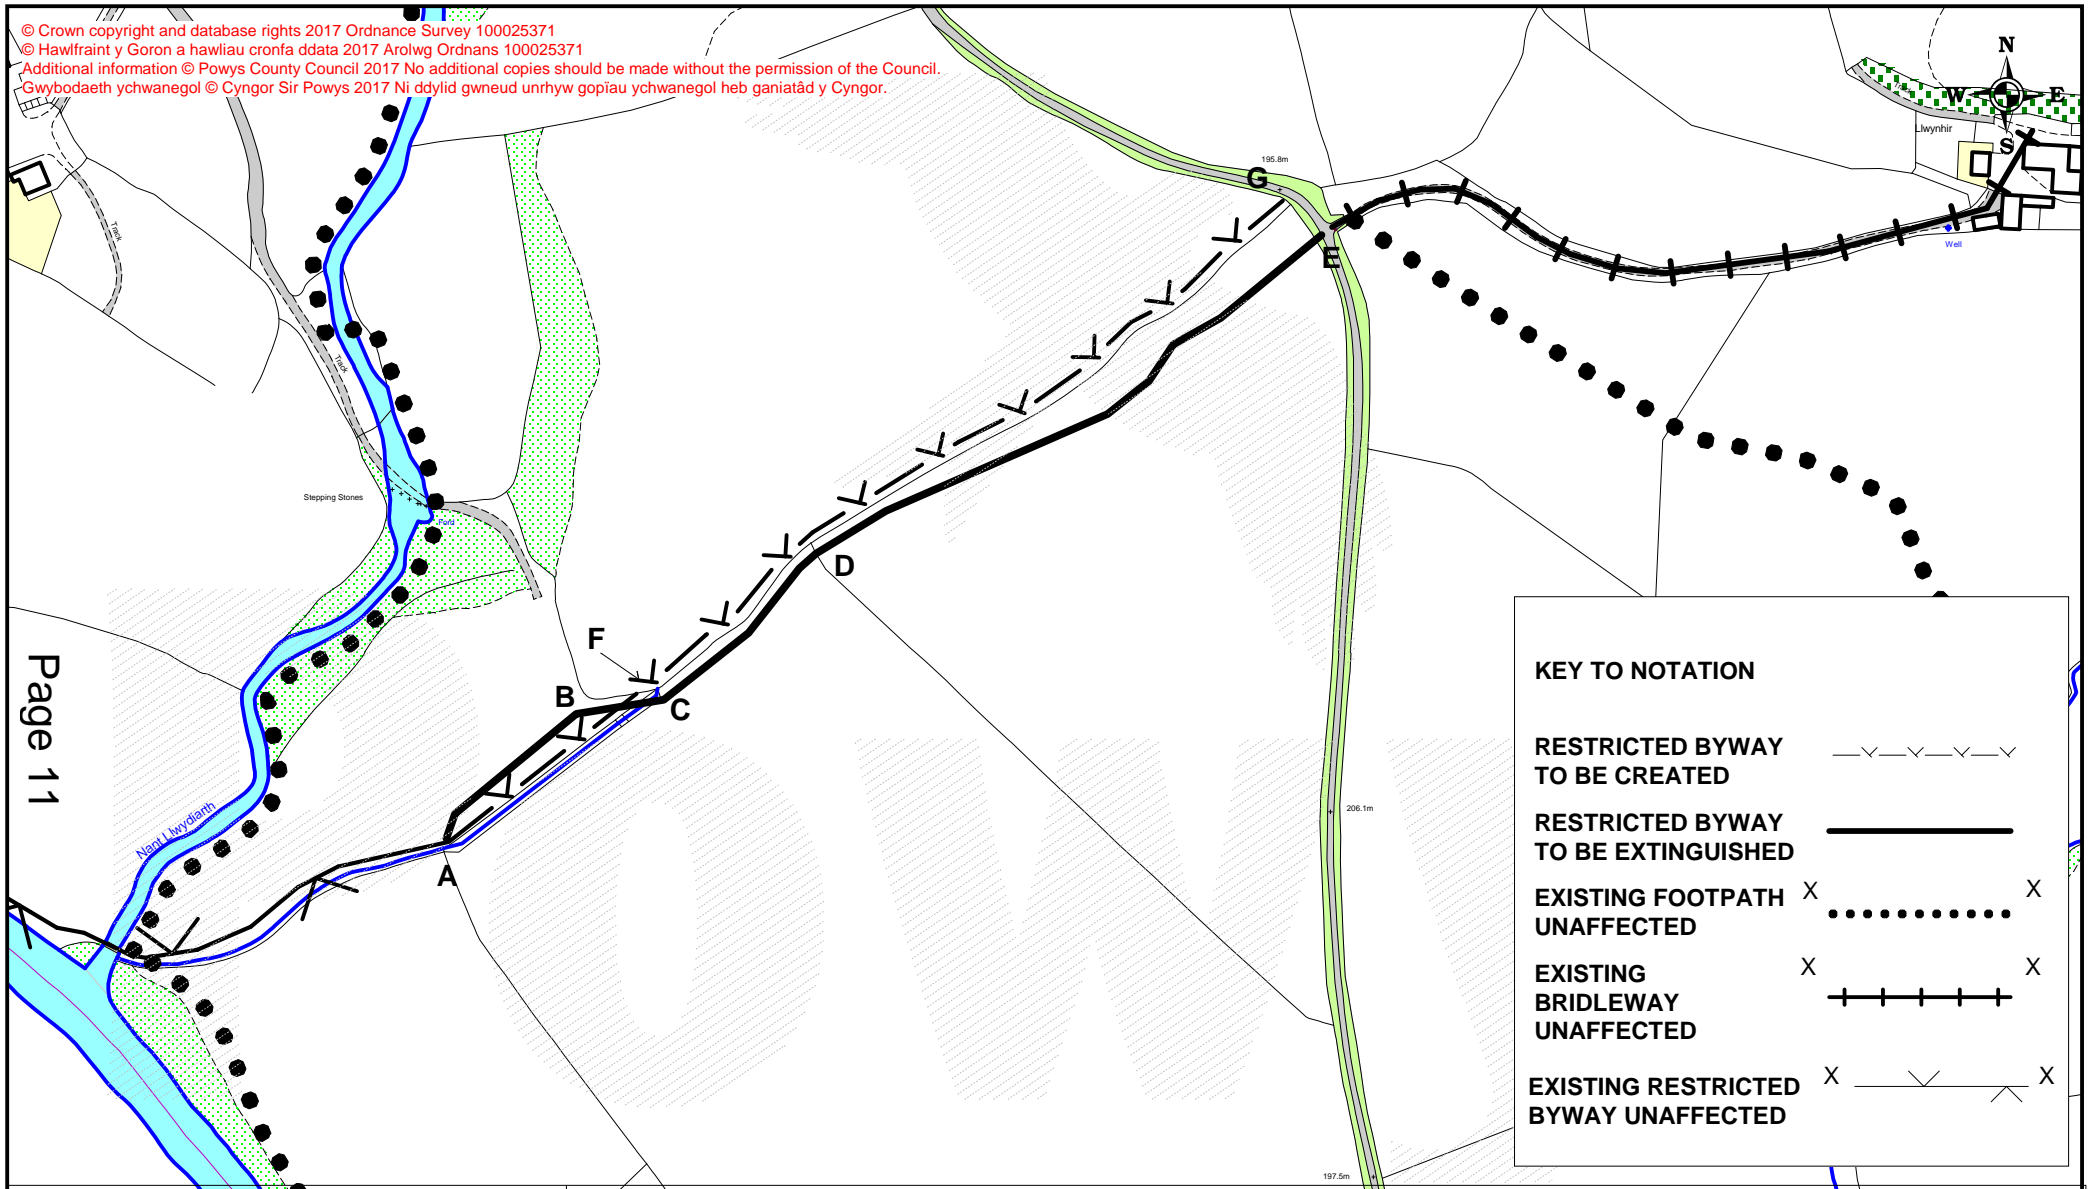 © Crown copyright and database rights 2017 Ordnance Survey 100025371
© Hawlfraint y Goron a hawliau cronfa ddata 2017 Arolwg Ordnans 100025371
Additional information © Powys County Council 2017 No additional copies should be made without the permission of the Council.
Gwybodaeth ychwanegol © Cyngor Sir Powys 2017 Ni ddylid gwneud unrhyw gopïau ychwanegol heb ganiatâd y Cyngor.
N
W E
S
Track
Llwynhir
195.8m
G
Track
E
Well
Track
Stepping Stones
Ford
D
F
B
C
Page 11
Nant Llwydiarth
A
206.1m
197.5m
KEY TO NOTATION
RESTRICTED BYWAY
TO BE CREATED
RESTRICTED BYWAY
TO BE EXTINGUISHED
EXISTING FOOTPATH X X
UNAFFECTED
EXISTING X X
BRIDLEWAY
UNAFFECTED
EXISTING RESTRICTED X X
BYWAY UNAFFECTED